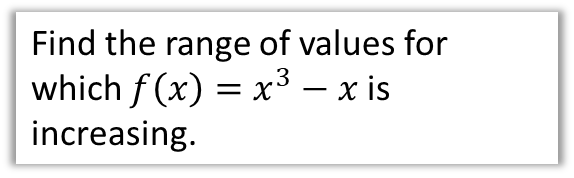 Find the range of values for
which 𝑓(𝑥) = 𝑥³ − 𝑥 is
increasing.